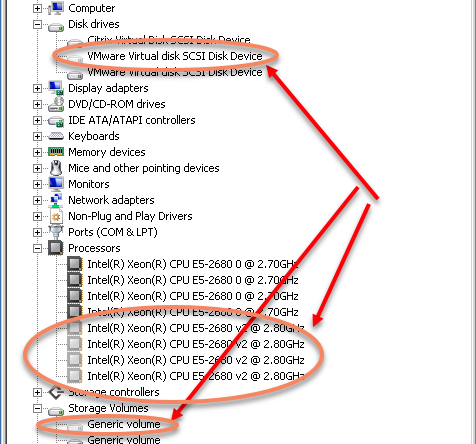 Computer
Disk drives
Citrix Virtual Disk SCSI Disk Device
VMware Virtual disk SCSI Disk Device
VMware Virtual disk SCSI Disk Device
Display adapters
DVD/CD-ROM drives
IDE ATA/ATAPI controllers
Keyboards
Memory devices
Mice and other pointing devices
Monitors
Network adapters
Non-Plug and Play Drivers
Ports (COM & LPT)
Processors
Intel(R) Xeon(R) CPU E5-2680 0 @ 2.70GHz
Intel(R) Xeon(R) CPU E5-2680 0 @ 2.70GHz
Intel(R) Xeon(R) CPU E5-2680 0 @ 2.70GHz
Intel(R) Xeon(R) CPU E5-2680 0 @ 2.70GHz
Intel(R) Xeon(R) CPU E5-2680 v2 @ 2.80GHz
Intel(R) Xeon(R) CPU E5-2680 v2 @ 2.80GHz
Intel(R) Xeon(R) CPU E5-2680 v2 @ 2.80GHz
Intel(R) Xeon(R) CPU E5-2680 v2 @ 2.80GHz
Storage controllers
Storage Volumes
Generic volume
Generic volume